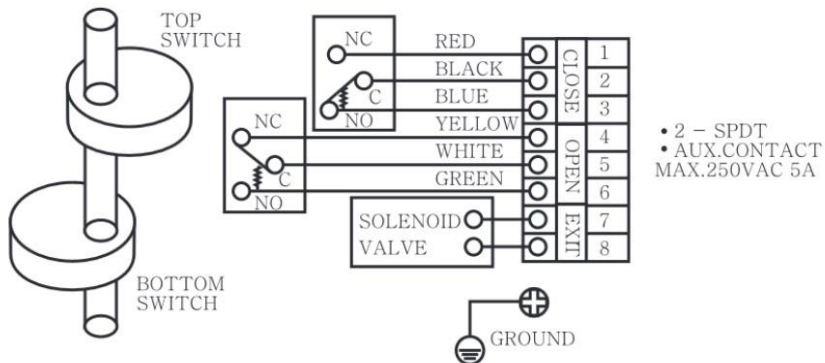 TOP
SWITCH
NC
C
NO
RED
BLACK
BLUE
YELLOW
WHITE
GREEN
NC
C
NO
SOLENOID
VALVE
CLOSE
OPEN
EXIT
1
2
3
4
5
6
7
8
• 2 - SPDT
• AUX.CONTACT
MAX.250VAC 5A
BOTTOM
SWITCH
GROUND